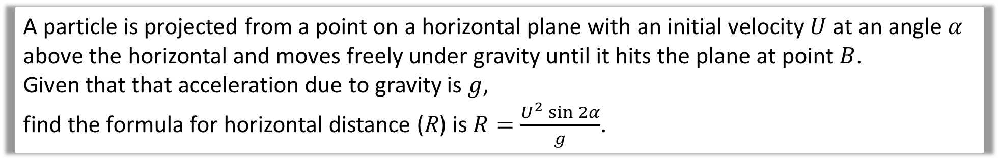 A particle is projected from a point on a horizontal plane with an initial velocity U at an angle α
above the horizontal and moves freely under gravity until it hits the plane at point B.
Given that that acceleration due to gravity is g,
find the formula for horizontal distance (R) is R = U² sin 2α / g.